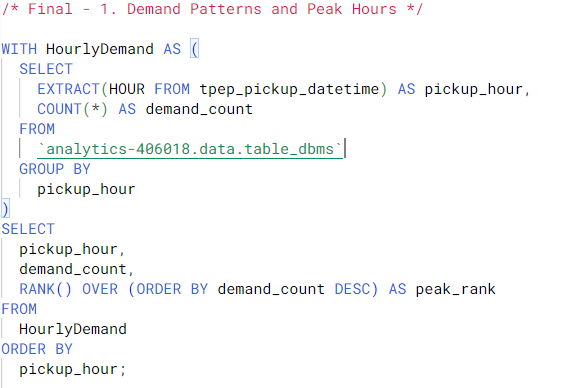 /* Final - 1. Demand Patterns and Peak Hours */
WITH HourlyDemand AS (
SELECT
EXTRACT(HOUR FROM tpep_pickup_datetime) AS pickup_hour,
COUNT(*) AS demand_count
FROM
`analytics-406018.data.table_dbms`
GROUP BY
pickup_hour
)
SELECT
pickup_hour,
demand_count,
RANK() OVER (ORDER BY demand_count DESC) AS peak_rank
FROM
HourlyDemand
ORDER BY
pickup_hour;